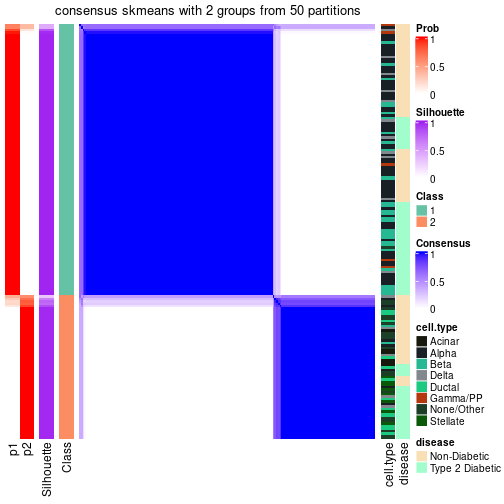 consensus skmeans with 2 groups from 50 partitions
Prob
1
0.5
0
Silhouette
1
0.5
0
Class
1
2
Consensus
1
0.5
0
cell.type
Acinar
Alpha
Beta
Delta
Ductal
Gamma/PP
None/Other
Stellate
disease
Non-Diabetic
Type 2 Diabetic
p1
p2
Silhouette
Class
cell.type
disease